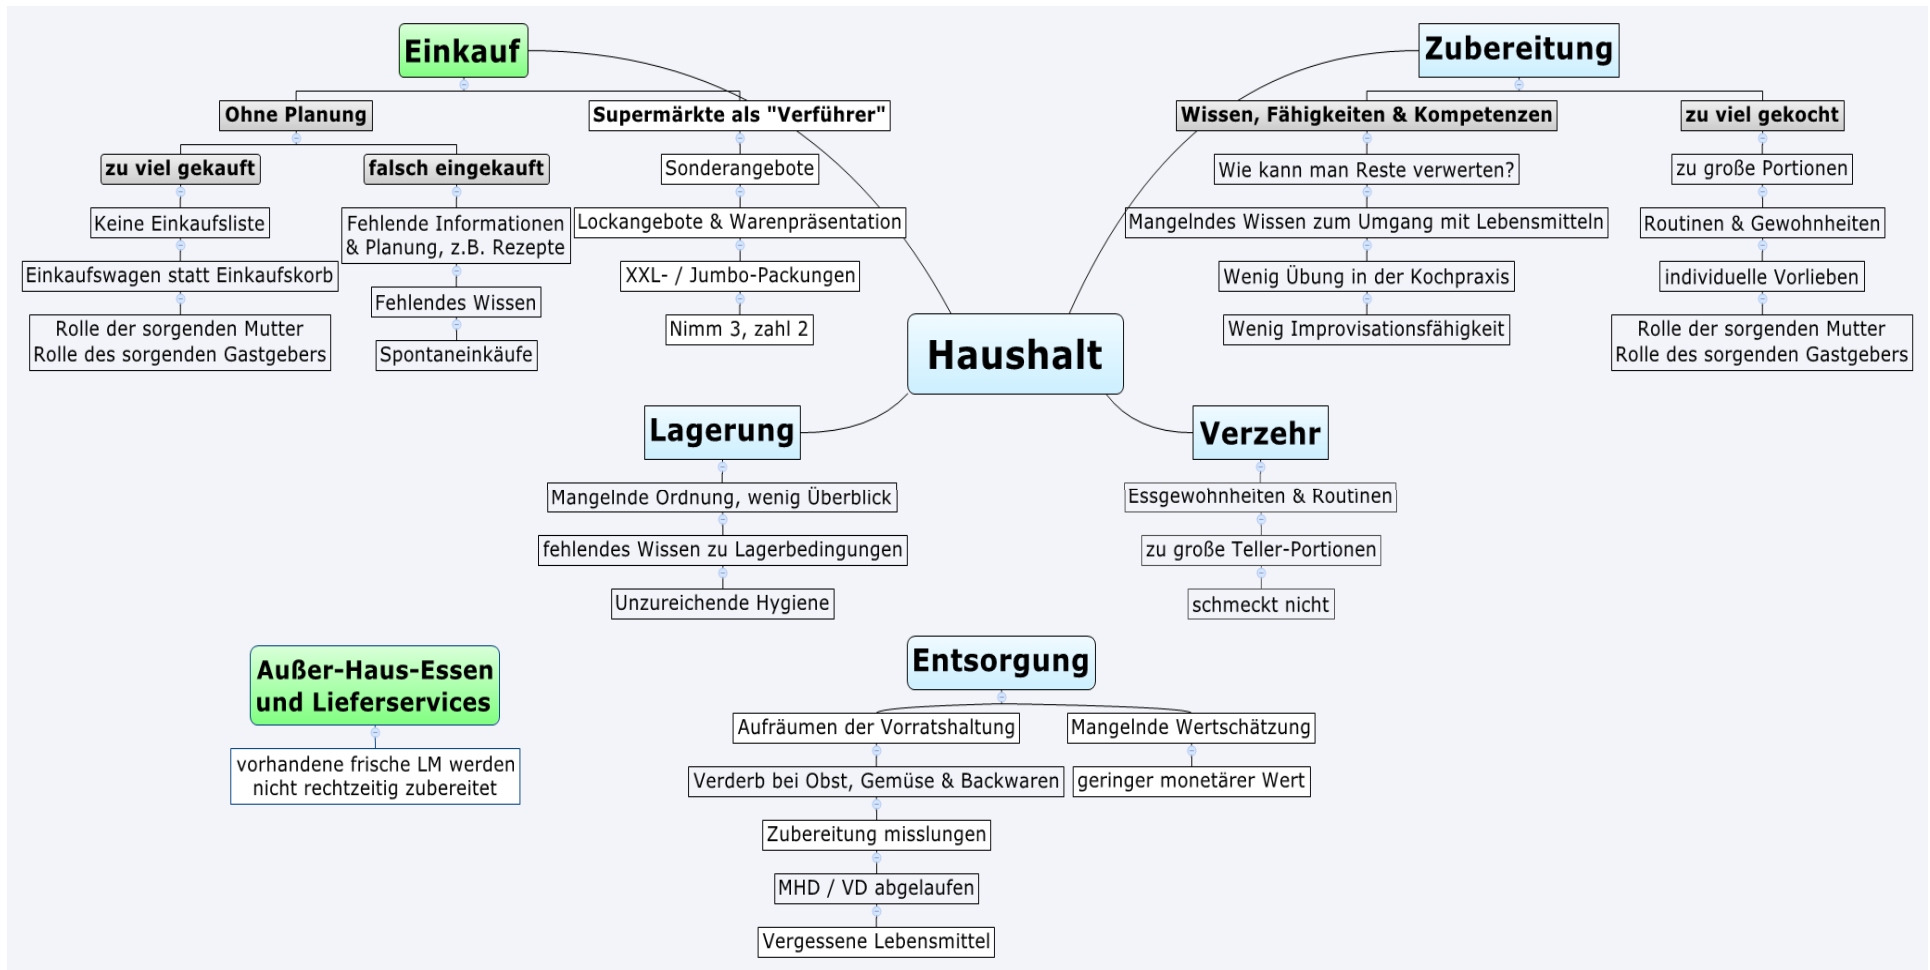 Einkauf
Ohne Planung
zu viel gekauft
Keine Einkaufsliste
Einkaufswagen statt Einkaufskorb
Rolle der sorgenden Mutter
Rolle des sorgenden Gastgebers
falsch eingekauft
Fehlende Informationen
& Planung, z.B. Rezepte
Fehlendes Wissen
Spontaneinkäufe
Supermärkte als "Verführer"
Sonderangebote
Lockangebote & Warenpräsentation
XXL- / Jumbo-Packungen
Nimm 3, zahl 2
Zubereitung
Wissen, Fähigkeiten & Kompetenzen
Wie kann man Reste verwerten?
Mangelndes Wissen zum Umgang mit Lebensmitteln
Wenig Übung in der Kochpraxis
Wenig Improvisationsfähigkeit
zu viel gekocht
zu große Portionen
Routinen & Gewohnheiten
individuelle Vorlieben
Rolle der sorgenden Mutter
Rolle des sorgenden Gastgebers
Haushalt
Lagerung
Mangelnde Ordnung, wenig Überblick
fehlendes Wissen zu Lagerbedingungen
Unzureichende Hygiene
Verzehr
Essgewohnheiten & Routinen
zu große Teller-Portionen
schmeckt nicht
Außer-Haus-Essen
und Lieferservices
vorhandene frische LM werden
nicht rechtzeitig zubereitet
Entsorgung
Aufräumen der Vorratshaltung
Verderb bei Obst, Gemüse & Backwaren
Zubereitung misslungen
MHD / VD abgelaufen
Vergessene Lebensmittel
Mangelnde Wertschätzung
geringer monetärer Wert